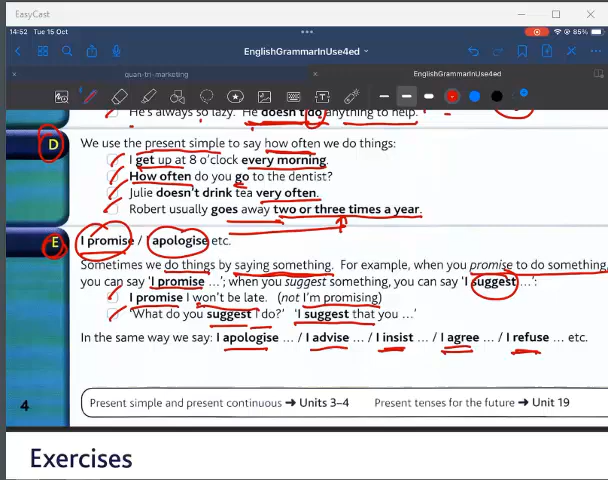 EasyCast
14:52 Tue 15 Oct
85%
EnglishGrammarInUse4ed
quan-tri-marketing
EnglishGrammarInUse4ed
He's always so lazy. He doesn't do anything to help.
D
We use the present simple to say how often we do things:
I get up at 8 o'clock every morning.
How often do you go to the dentist?
Julie doesn't drink tea very often.
Robert usually goes away two or three times a year.
E
I promise / I apologise etc.
Sometimes we do things by saying something. For example, when you promise to do something,
you can say 'I promise ...'; when you suggest something, you can say 'I suggest ...':
I promise I won't be late. (not I'm promising)
'What do you suggest I do?' 'I suggest that you ...'
In the same way we say: I apologise ... / I advise ... / I insist ... / I agree ... / I refuse ... etc.
4
Present simple and present continuous → Units 3–4 Present tenses for the future → Unit 19
Exercises